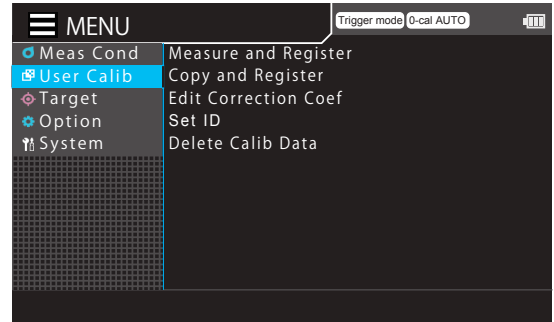 MENU
Trigger mode 0-cal AUTO
Meas Cond
User Calib
Target
Option
System
Measure and Register
Copy and Register
Edit Correction Coef
Set ID
Delete Calib Data